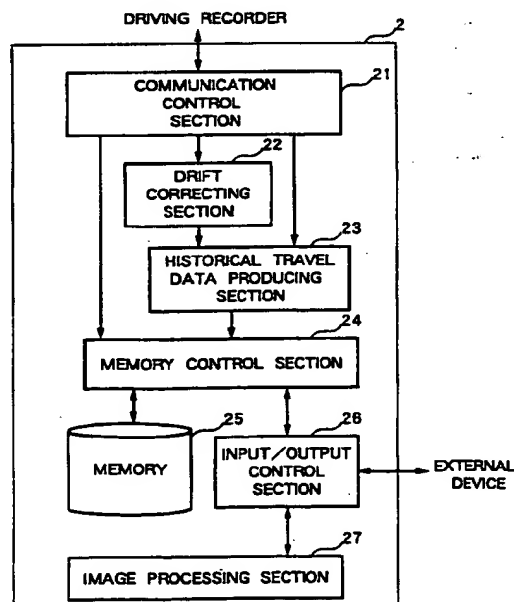 DRIVING RECORDER
2
COMMUNICATION
CONTROL
SECTION
21
22
DRIFT
CORRECTING
SECTION
23
HISTORICAL TRAVEL
DATA PRODUCING
SECTION
24
MEMORY CONTROL SECTION
25
MEMORY
26
INPUT/OUTPUT
CONTROL
SECTION
EXTERNAL
DEVICE
27
IMAGE PROCESSING SECTION